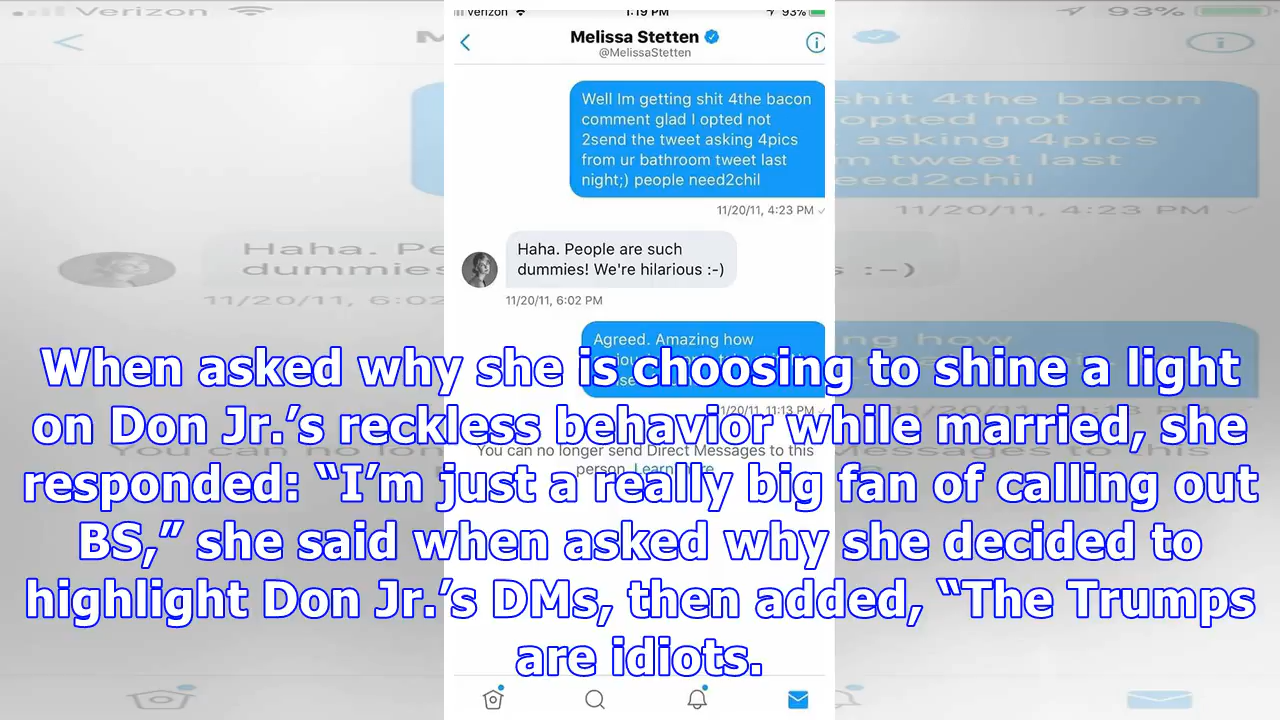 verizon
1:19 PM
93%
Melissa Stetten
@MelissaStetten
Well Im getting shit 4the bacon
comment glad I opted not
2send the tweet asking 4pics
from ur bathroom tweet last
night;) people need2chil
11/20/11, 4:23 PM
Haha. People are such
dummies! We're hilarious :-)
11/20/11, 6:02 PM
Agreed. Amazing how
11/20/11, 11:13 PM
You can no longer send Direct Messages to this
person. Learn more
When asked why she is choosing to shine a light
on Don Jr.’s reckless behavior while married, she
responded: “I’m just a really big fan of calling out
BS,” she said when asked why she decided to
highlight Don Jr.’s DMs, then added, “The Trumps
are idiots.